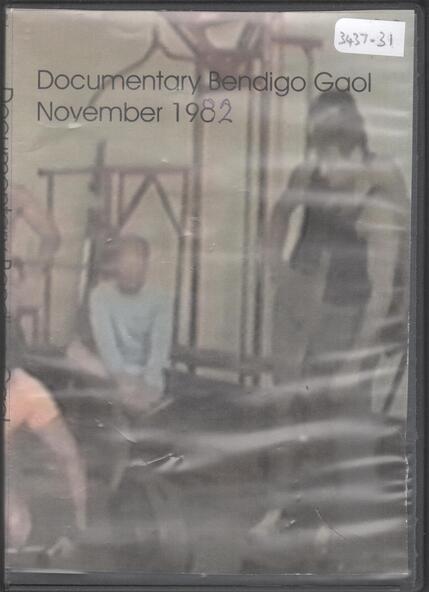 3437-31
Documentary Bendigo Gaol
November 1982